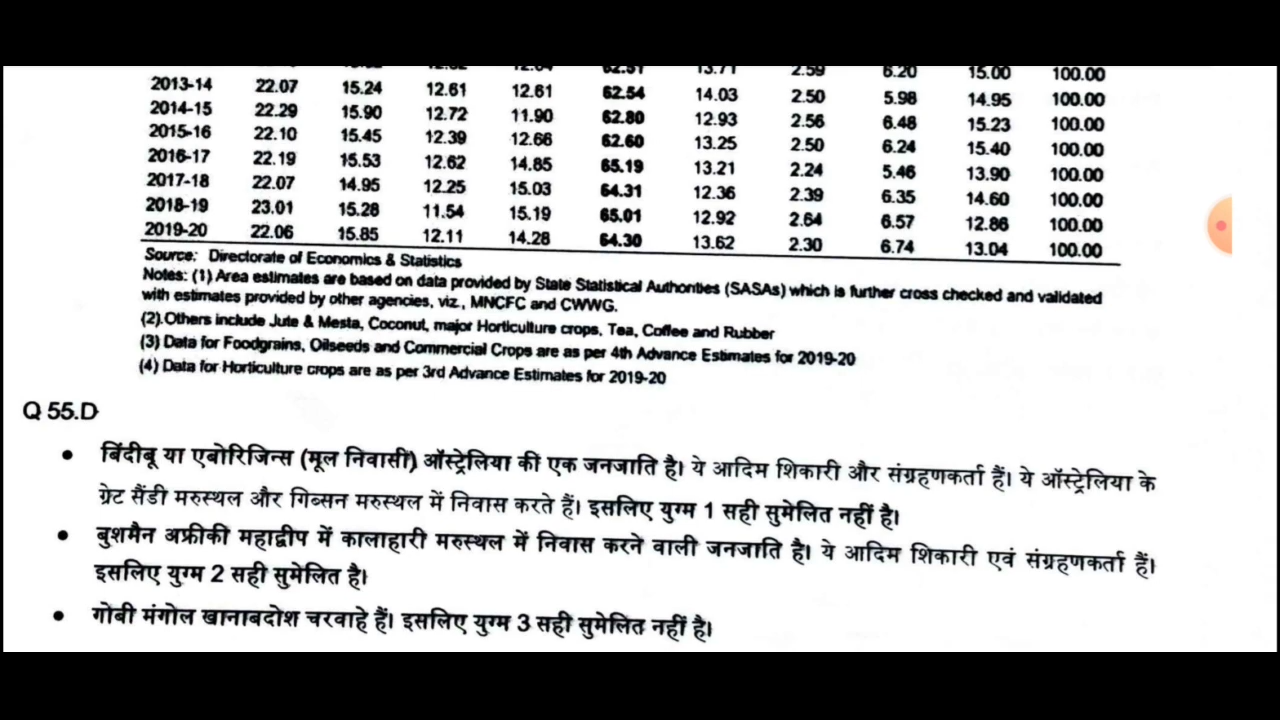 62.51 13.71 2.59 6.20 15.00 100.00
2013-14 22.07 15.24 12.61 12.61 62.54 14.03 2.50 5.98 14.95 100.00
2014-15 22.29 15.90 12.72 11.90 62.80 12.93 2.56 6.48 15.23 100.00
2015-16 22.10 15.45 12.39 12.66 62.60 13.25 2.50 6.24 15.40 100.00
2016-17 22.19 15.53 12.62 14.85 65.19 13.21 2.24 5.46 13.90 100.00
2017-18 22.07 14.95 12.25 15.03 64.31 12.36 2.39 6.35 14.60 100.00
2018-19 23.01 15.28 11.54 15.19 65.01 12.92 2.64 6.57 12.86 100.00
2019-20 22.06 15.85 12.11 14.28 64.30 13.62 2.30 6.74 13.04 100.00
Source: Directorate of Economics & Statistics
Notes: (1) Area estimates are based on data provided by State Statistical Authorities (SASAs) which is further cross checked and validated
with estimates provided by other agencies, viz., MNCFC and CWWG.
(2).Others include Jute & Mesta, Coconut, major Horticulture crops, Tea, Coffee and Rubber
(3) Data for Foodgrains, Oilseeds and Commercial Crops are as per 4th Advance Estimates for 2019-20
(4) Data for Horticulture crops are as per 3rd Advance Estimates for 2019-20
Q 55.D
• बिंदीबू या एबोरिजिन्स (मूल निवासी) ऑस्ट्रेलिया की एक जनजाति है। ये आदिम शिकारी और संग्रहणकर्ता हैं। ये ऑस्ट्रेलिया के
ग्रेट सैंडी मरुस्थल और गिब्सन मरुस्थल में निवास करते हैं। इसलिए युग्म 1 सही सुमेलित नहीं है।
• बुशमैन अफ्रीकी महाद्वीप में कालाहारी मरुस्थल में निवास करने वाली जनजाति है। ये आदिम शिकारी एवं संग्रहणकर्ता हैं।
इसलिए युग्म 2 सही सुमेलित है।
• गोबी मंगोल खानाबदोश चरवाहे हैं। इसलिए युग्म 3 सही सुमेलित नहीं है।